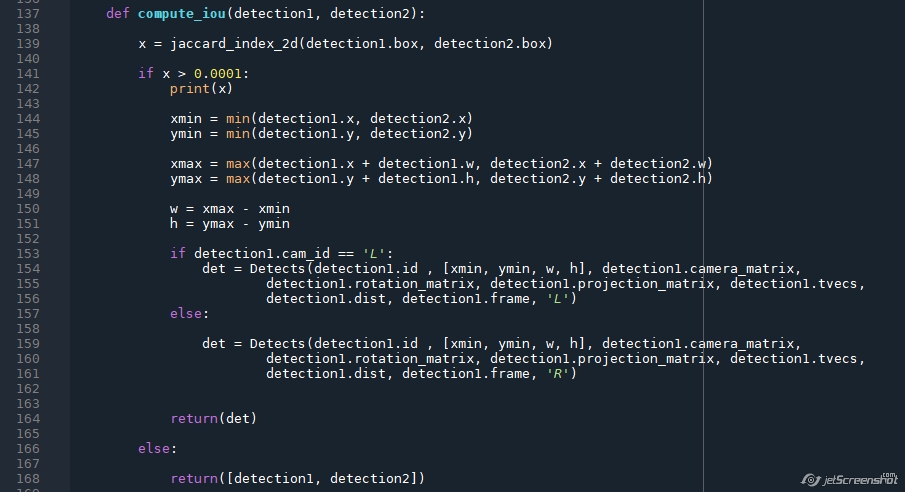 137 def compute_iou(detection1, detection2):
138
139 x = jaccard_index_2d(detection1.box, detection2.box)
140
141 if x > 0.0001:
142 print(x)
143
144 xmin = min(detection1.x, detection2.x)
145 ymin = min(detection1.y, detection2.y)
146
147 xmax = max(detection1.x + detection1.w, detection2.x + detection2.w)
148 ymax = max(detection1.y + detection1.h, detection2.y + detection2.h)
149
150 w = xmax - xmin
151 h = ymax - ymin
152
153 if detection1.cam_id == 'L':
154 det = Detects(detection1.id , [xmin, ymin, w, h], detection1.camera_matrix,
155 detection1.rotation_matrix, detection1.projection_matrix, detection1.tvecs,
156 detection1.dist, detection1.frame, 'L')
157 else:
158
159 det = Detects(detection1.id , [xmin, ymin, w, h], detection1.camera_matrix,
160 detection1.rotation_matrix, detection1.projection_matrix, detection1.tvecs,
161 detection1.dist, detection1.frame, 'R')
162
163
164 return(det)
165
166 else:
167
168 return([detection1, detection2])
jetScreenshot.com